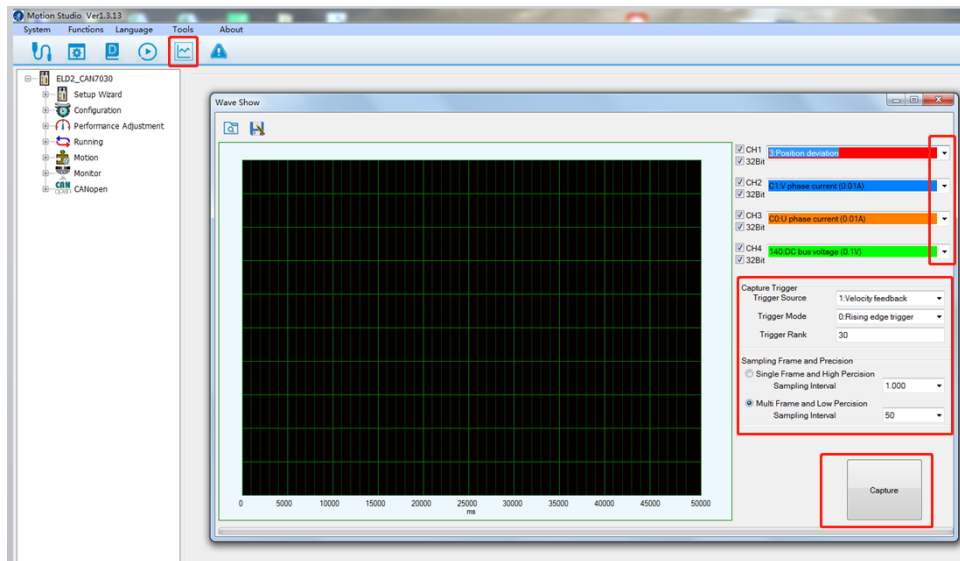 Motion Studio Ver1.3.13
System Functions Language Tools About
ELD2_CAN7030
Setup Wizard
Configuration
Performance Adjustment
Running
Motion
Monitor
CANopen
Wave Show
CH1 3:Position deviation
32Bit
CH2 C1:V phase current (0.01A)
32Bit
CH3 C0:U phase current (0.01A)
32Bit
CH4 140:DC bus voltage (0.1V)
32Bit
Capture Trigger
Trigger Source 1:Velocity feedback
Trigger Mode 0:Rising edge trigger
Trigger Rank 30
Sampling Frame and Precision
Single Frame and High Percision
Sampling Interval 1.000
Multi Frame and Low Percision
Sampling Interval 50
Capture
0 5000 10000 15000 20000 25000 30000 35000 40000 45000 50000
ms